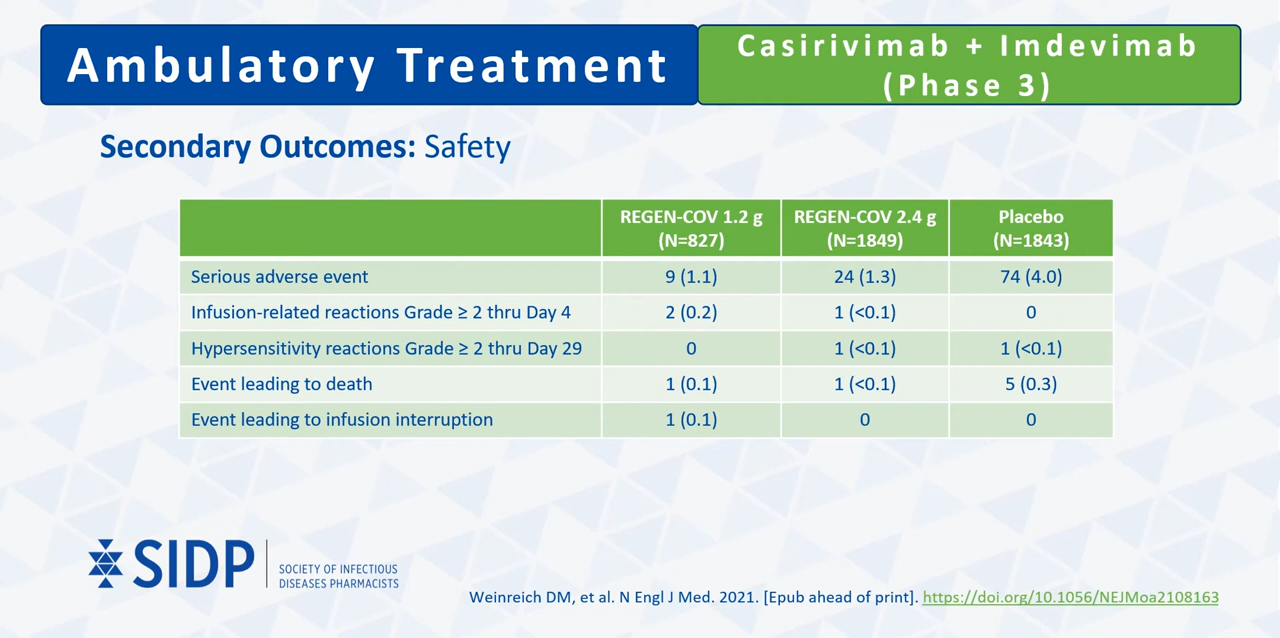 Ambulatory Treatment
Casirivimab + Imdevimab
(Phase 3)
Secondary Outcomes: Safety
REGEN-COV 1.2 g
(N=827)
REGEN-COV 2.4 g
(N=1849)
Placebo
(N=1843)
Serious adverse event 9 (1.1) 24 (1.3) 74 (4.0)
Infusion-related reactions Grade ≥ 2 thru Day 4 2 (0.2) 1 (<0.1) 0
Hypersensitivity reactions Grade ≥ 2 thru Day 29 0 1 (<0.1) 1 (<0.1)
Event leading to death 1 (0.1) 1 (<0.1) 5 (0.3)
Event leading to infusion interruption 1 (0.1) 0 0
SIDP
SOCIETY OF INFECTIOUS
DISEASES PHARMACISTS
Weinreich DM, et al. N Engl J Med. 2021. [Epub ahead of print]. https://doi.org/10.1056/NEJMoa2108163